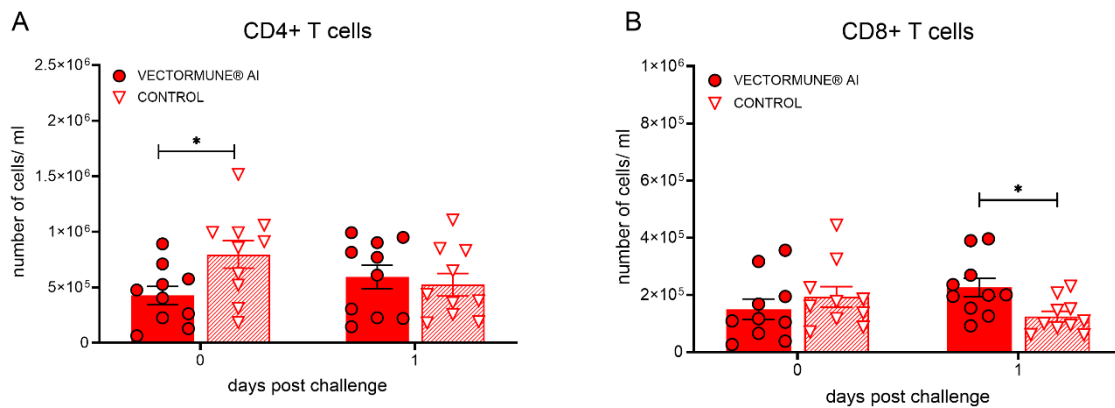 A
CD4+ T cells
2.5×10⁶
2×10⁶
1.5×10⁶
1×10⁶
5×10⁵
0
number of cells/ ml
VECTORMUNE® AI
CONTROL
*
0
1
days post challenge
B
CD8+ T cells
1×10⁶
8×10⁵
6×10⁵
4×10⁵
2×10⁵
0
number of cells/ ml
VECTORMUNE® AI
CONTROL
*
0
1
days post challenge